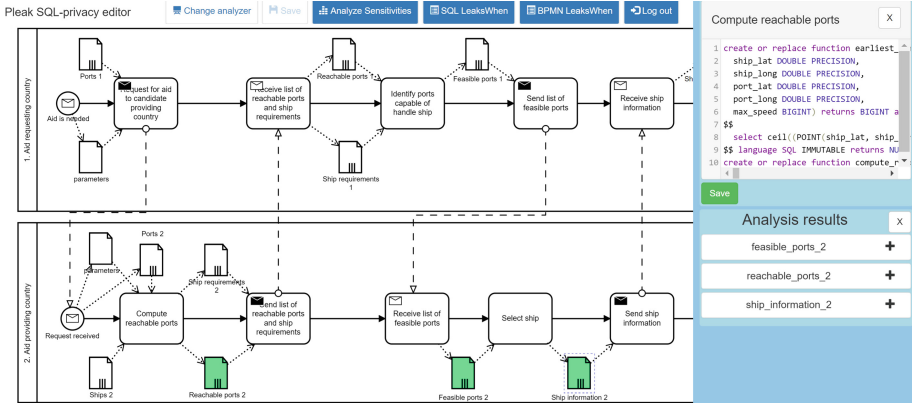 Pleak SQL-privacy editor
Change analyzer
Save
Analyze Sensitivities
SQL LeaksWhen
BPMN LeaksWhen
Log out
1. Aid requesting country
Ports 1
Aid is needed
Request for aid
to candidate
providing
country
parameters
Receive list of
reachable ports
and ship
requirements
Reachable ports 1
Ship requirements
1
Identify ports
capable of
handle ship
Feasible ports 1
Send list of
feasible ports
Receive ship
information
Sh
2. Aid providing country
parameters
Ports 2
Request received
Compute
reachable ports
Ships 2
Ship requirements
2
Reachable ports 2
Send list of
reachable ports
and ship
requirements
Receive list of
feasible ports
Feasible ports 2
Select ship
Ship information 2
Send ship
information
Compute reachable ports
X
1 create or replace function earliest_
2 ship_lat DOUBLE PRECISION,
3 ship_long DOUBLE PRECISION,
4 port_lat DOUBLE PRECISION,
5 port_long DOUBLE PRECISION,
6 max_speed BIGINT) returns BIGINT a
7 $$
8 select ceil((POINT(ship_lat, ship_
9 $$ language SQL IMMUTABLE returns NU
10 create or replace function compute_r
Save
Analysis results
X
feasible_ports_2 +
reachable_ports_2 +
ship_information_2 +